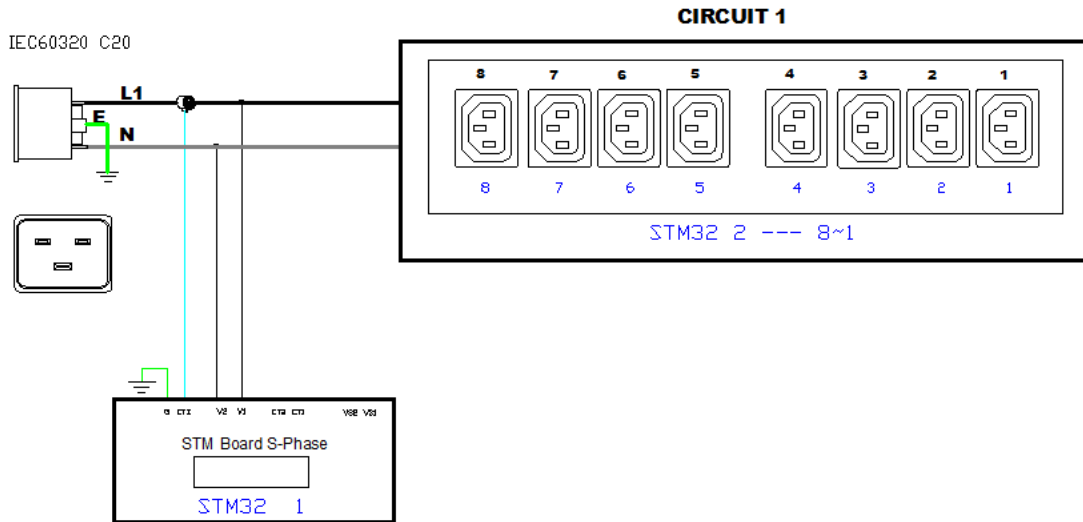 CIRCUIT 1
IEC60320 C20
8 7 6 5 4 3 2 1
L1
E
N
8 7 6 5 4 3 2 1
STM32 2 --- 8~1
G CT2 V2 V1
STM Board S-Phase
STM32 1